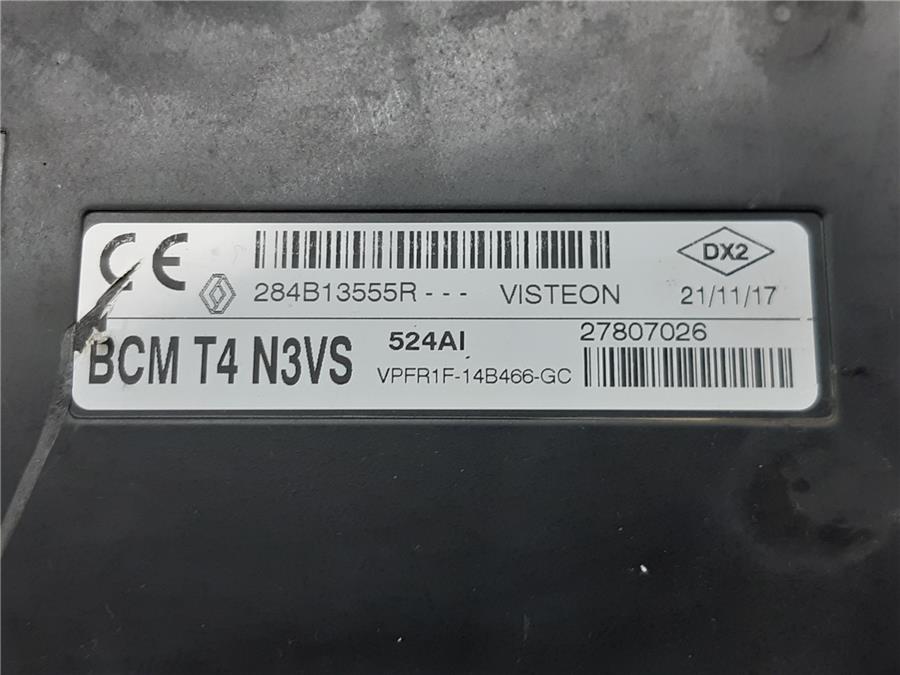 CE
DX2
284B13555R--- VISTEON 21/11/17
BCM T4 N3VS 524AI 27807026
VPFR1F-14B466-GC